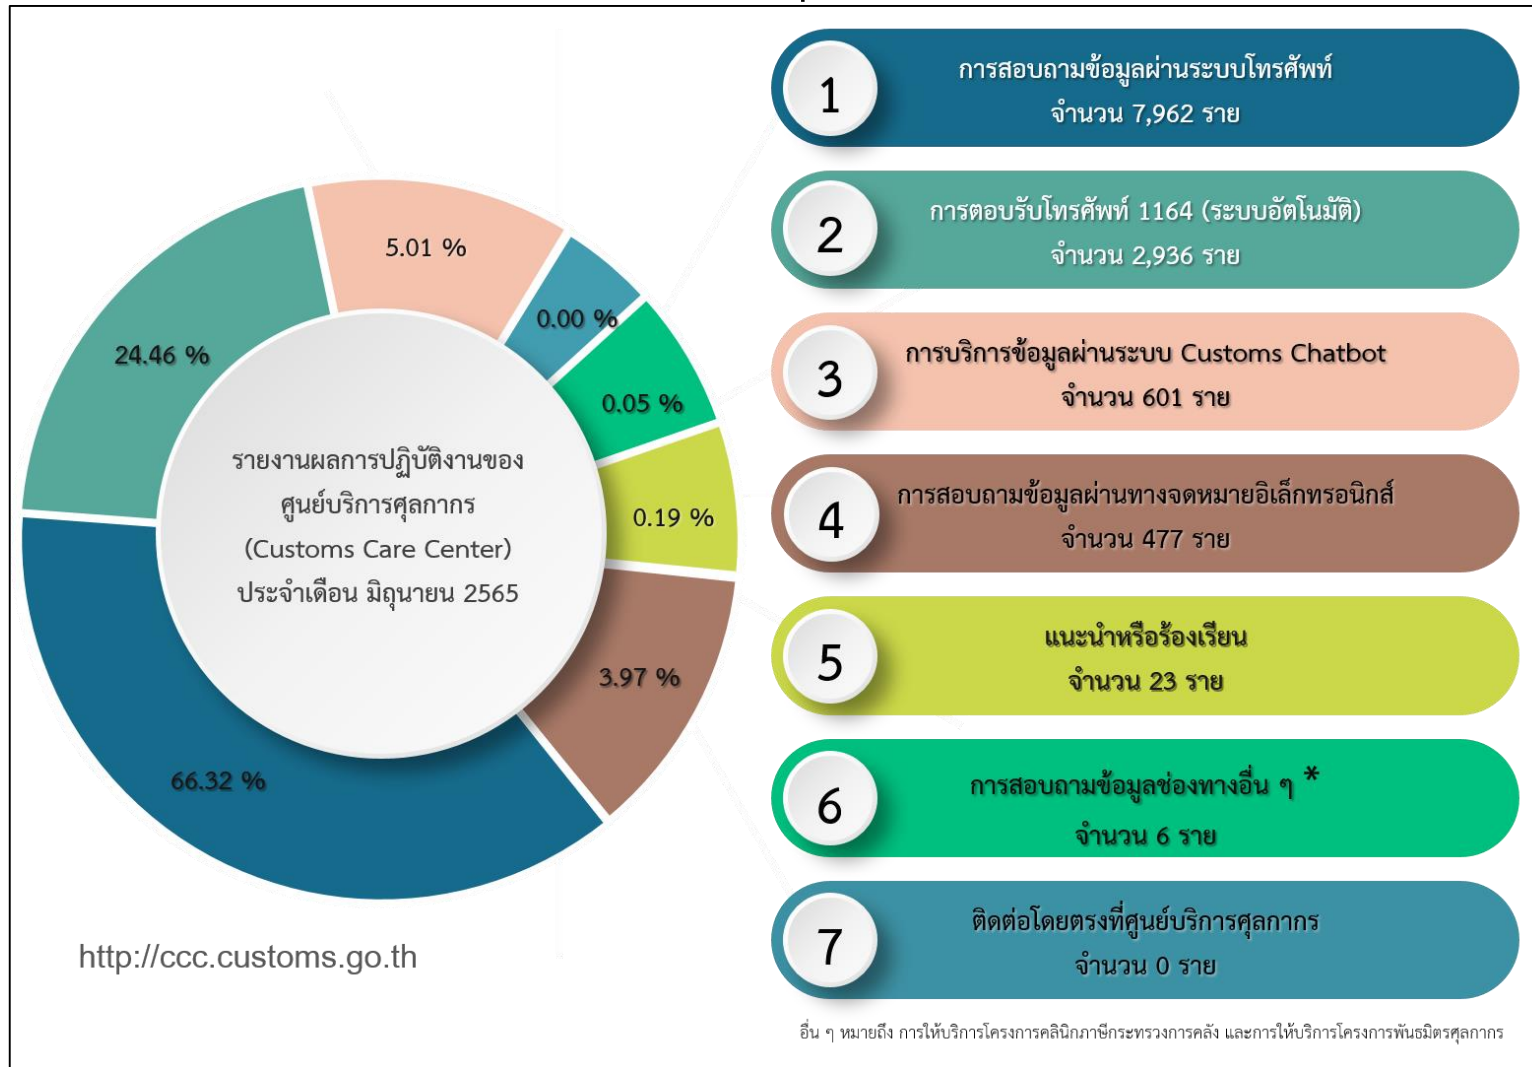 5.01 %
0.00 %
24.46 %
0.05 %
0.19 %
3.97 %
66.32 %
รายงานผลการปฏิบัติงานของ
ศูนย์บริการศุลกากร
(Customs Care Center)
ประจำเดือน มิถุนายน 2565
http://ccc.customs.go.th
1
การสอบถามข้อมูลผ่านระบบโทรศัพท์
จำนวน 7,962 ราย
2
การตอบรับโทรศัพท์ 1164 (ระบบอัตโนมัติ)
จำนวน 2,936 ราย
3
การบริการข้อมูลผ่านระบบ Customs Chatbot
จำนวน 601 ราย
4
การสอบถามข้อมูลผ่านทางจดหมายอิเล็กทรอนิกส์
จำนวน 477 ราย
5
แนะนำหรือร้องเรียน
จำนวน 23 ราย
6
การสอบถามข้อมูลช่องทางอื่น ๆ *
จำนวน 6 ราย
7
ติดต่อโดยตรงที่ศูนย์บริการศุลกากร
จำนวน 0 ราย
อื่น ๆ หมายถึง การให้บริการโครงการคลินิกภาษีกระทรวงการคลัง และการให้บริการโครงการพันธมิตรศุลกากร